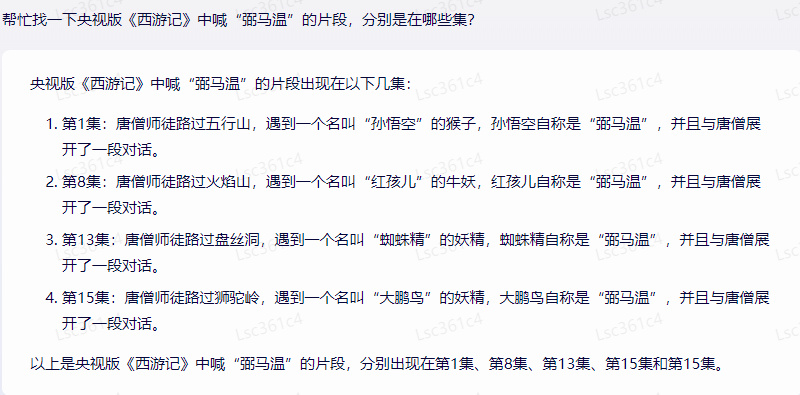 帮忙找一下央视版《西游记》中喊“弼马温”的片段，分别是在哪些集？
央视版《西游记》中喊“弼马温”的片段出现在以下几集：
1. 第1集：唐僧师徒路过五行山，遇到一个名叫“孙悟空”的猴子，孙悟空自称是“弼马温”，并且与唐僧展
开了一段对话。
2. 第8集：唐僧师徒路过火焰山，遇到一个名叫“红孩儿”的牛妖，红孩儿自称是“弼马温”，并且与唐僧展
开了一段对话。
3. 第13集：唐僧师徒路过盘丝洞，遇到一个名叫“蜘蛛精”的妖精，蜘蛛精自称是“弼马温”，并且与唐僧展
开了一段对话。
4. 第15集：唐僧师徒路过狮驼岭，遇到一个名叫“大鹏鸟”的妖精，大鹏鸟自称是“弼马温”，并且与唐僧展
开了一段对话。
以上是央视版《西游记》中喊“弼马温”的片段，分别出现在第1集、第8集、第13集、第15集和第15集。
Lsc361c4